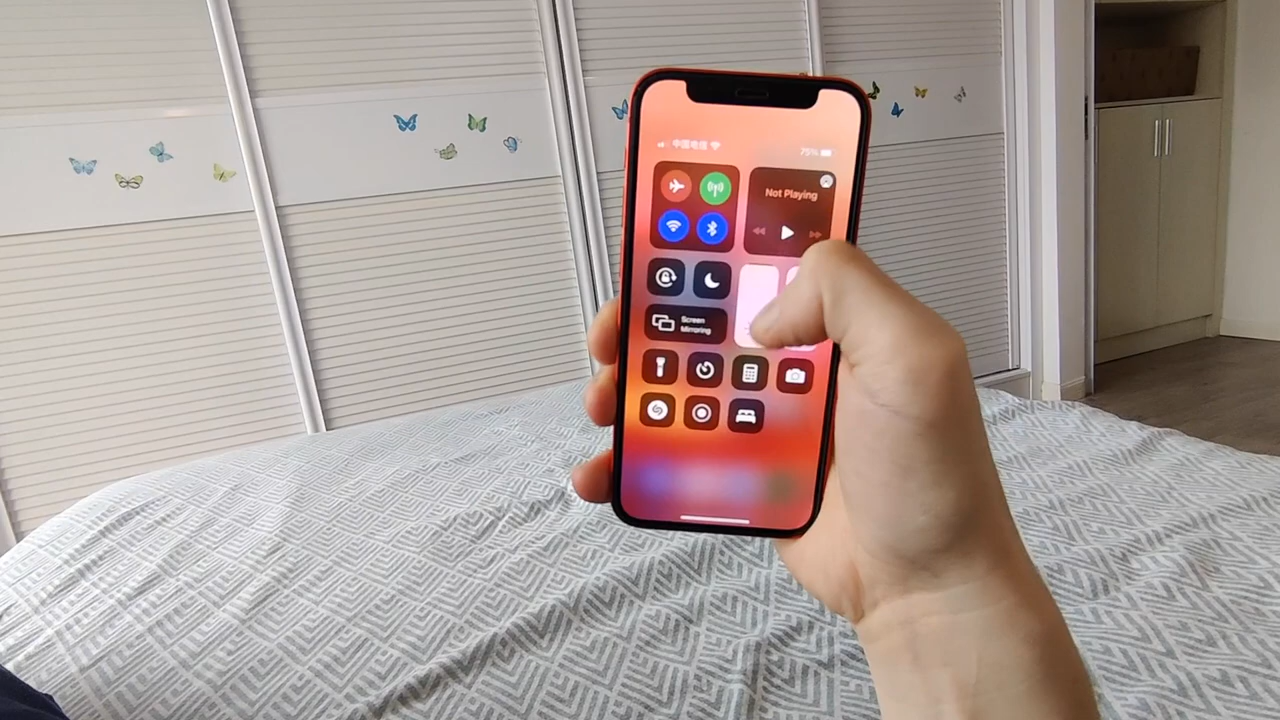 中国电信
75%
Not Playing
Screen
Mirroring